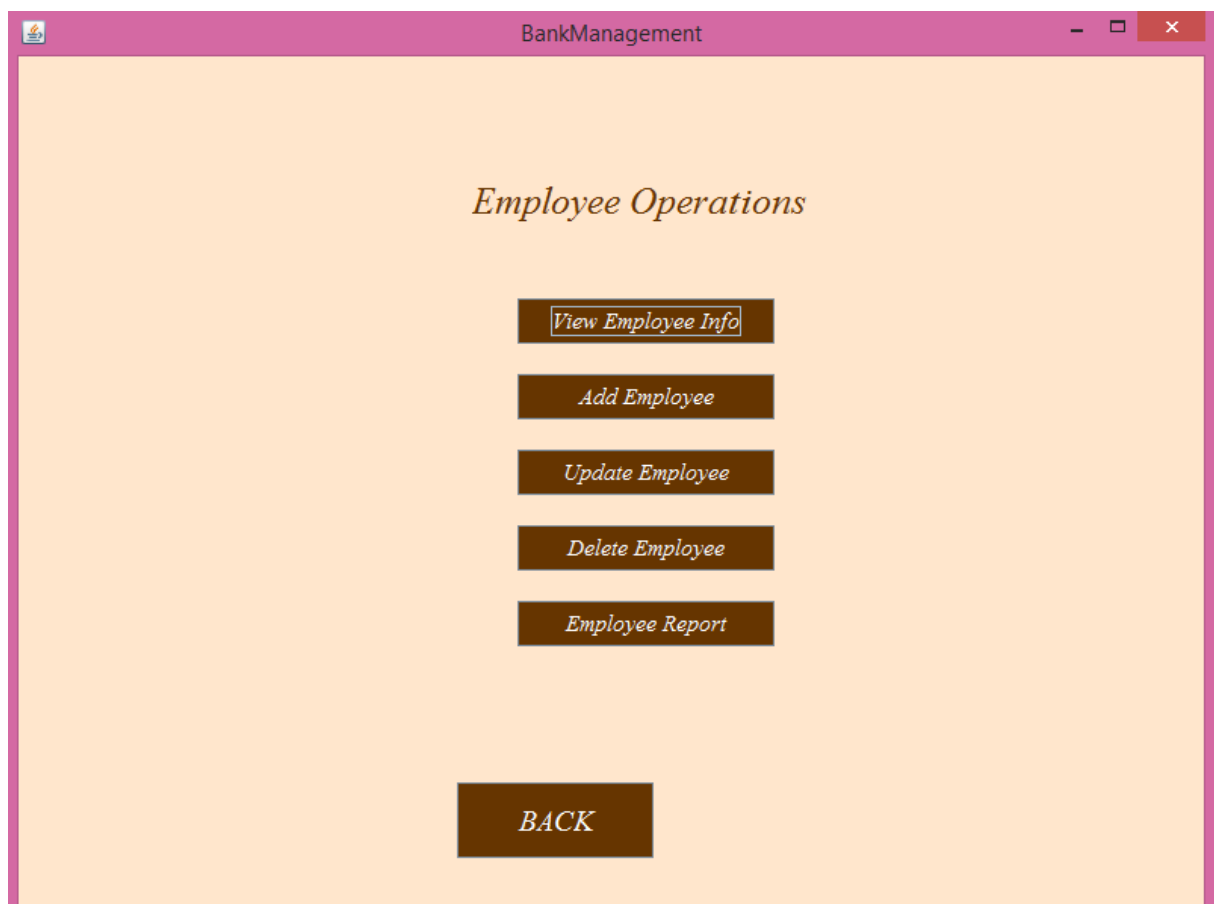 BankManagement
Employee Operations
View Employee Info
Add Employee
Update Employee
Delete Employee
Employee Report
BACK